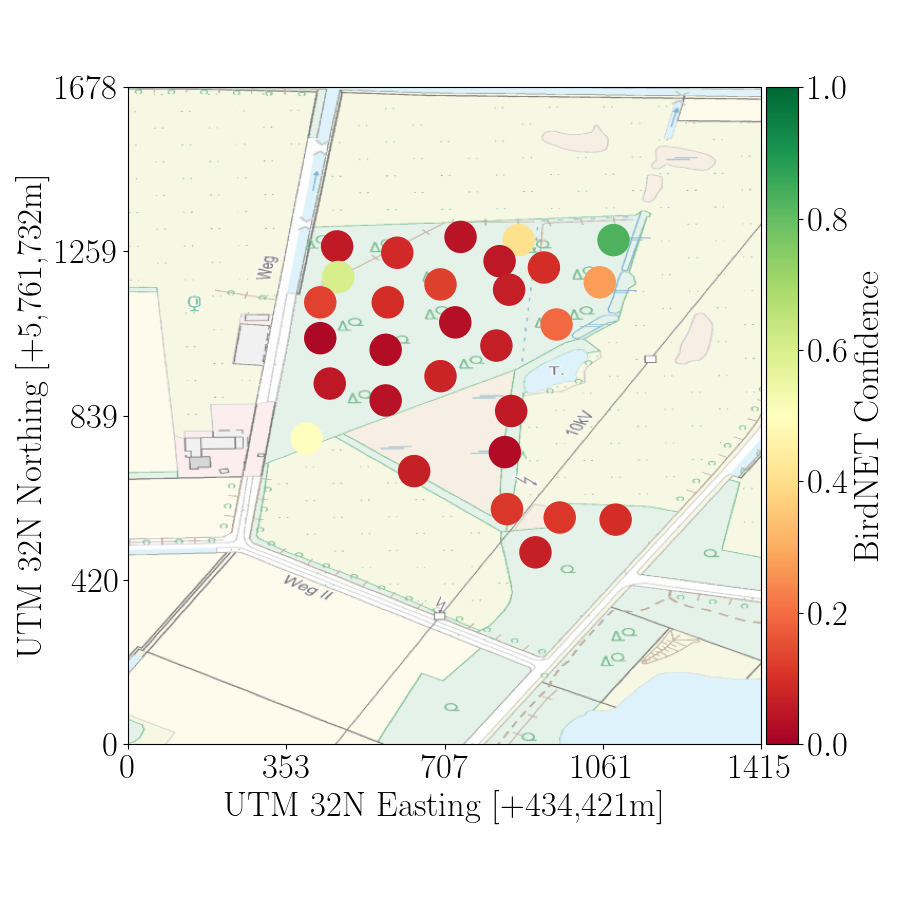 1678
1259
839
420
0
UTM 32N Northing [+5,761,732m]
0
353
707
1061
1415
UTM 32N Easting [+434,421m]
Weg
T.
10kV
Weg II
W
1.0
0.8
0.6
0.4
0.2
0.0
BirdNET Confidence